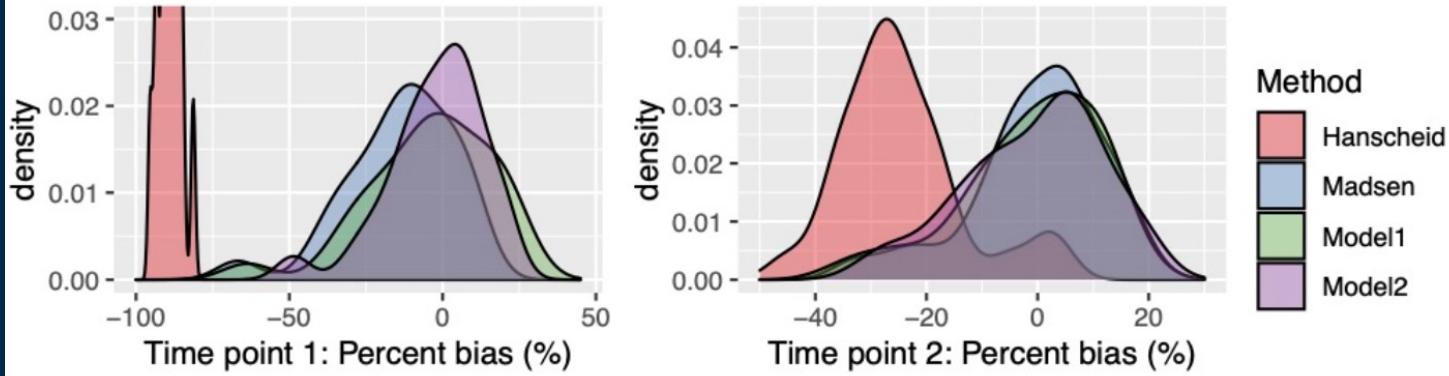 density
0.03
0.02
0.01
0.00
−100
−50
0
50
Time point 1: Percent bias (%)
density
0.04
0.03
0.02
0.01
0.00
−40
−20
0
20
Time point 2: Percent bias (%)
Method
Hanscheid
Madsen
Model1
Model2